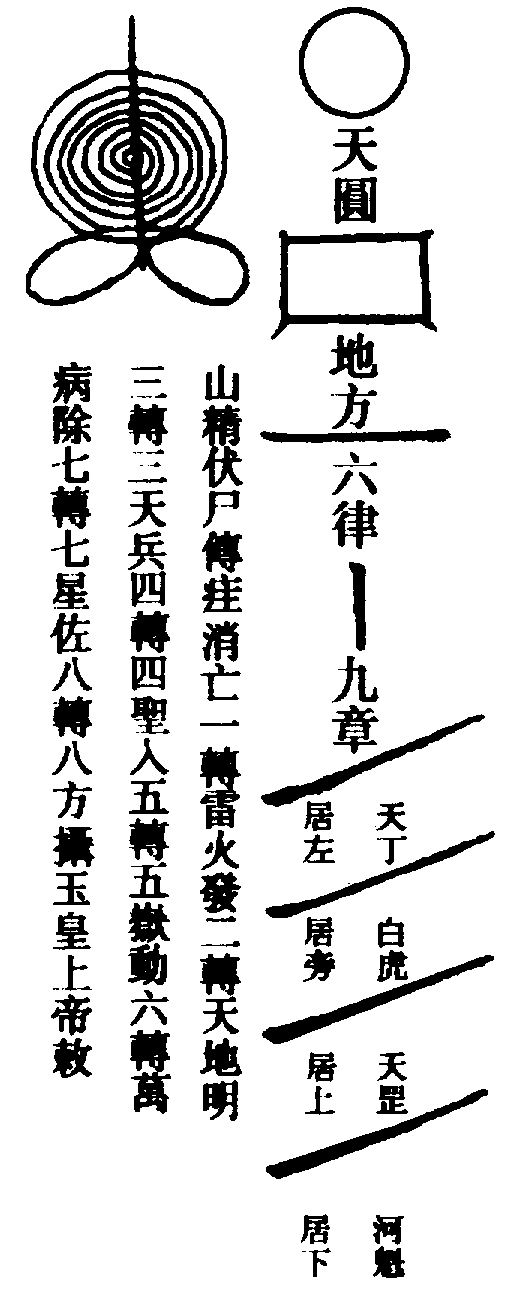 天圓
地方
六律
九章
天丁
居左
白虎
居旁
天罡
居上
河魁
居下
山精伏尸傳疰消亡一轉雷火發二轉天地明
三轉三天兵四轉四聖入五轉五嶽動六轉萬
病除七轉七星佐八轉八方攝玉皇上帝敕